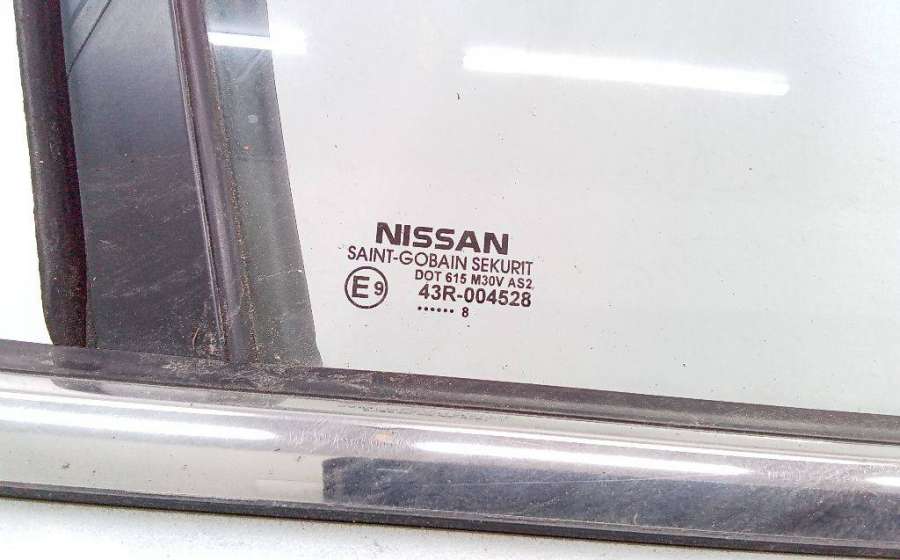 NISSAN
SAINT-GOBAIN SEKURIT
DOT 615 M30V AS2
E9
43R-004528
...... 8